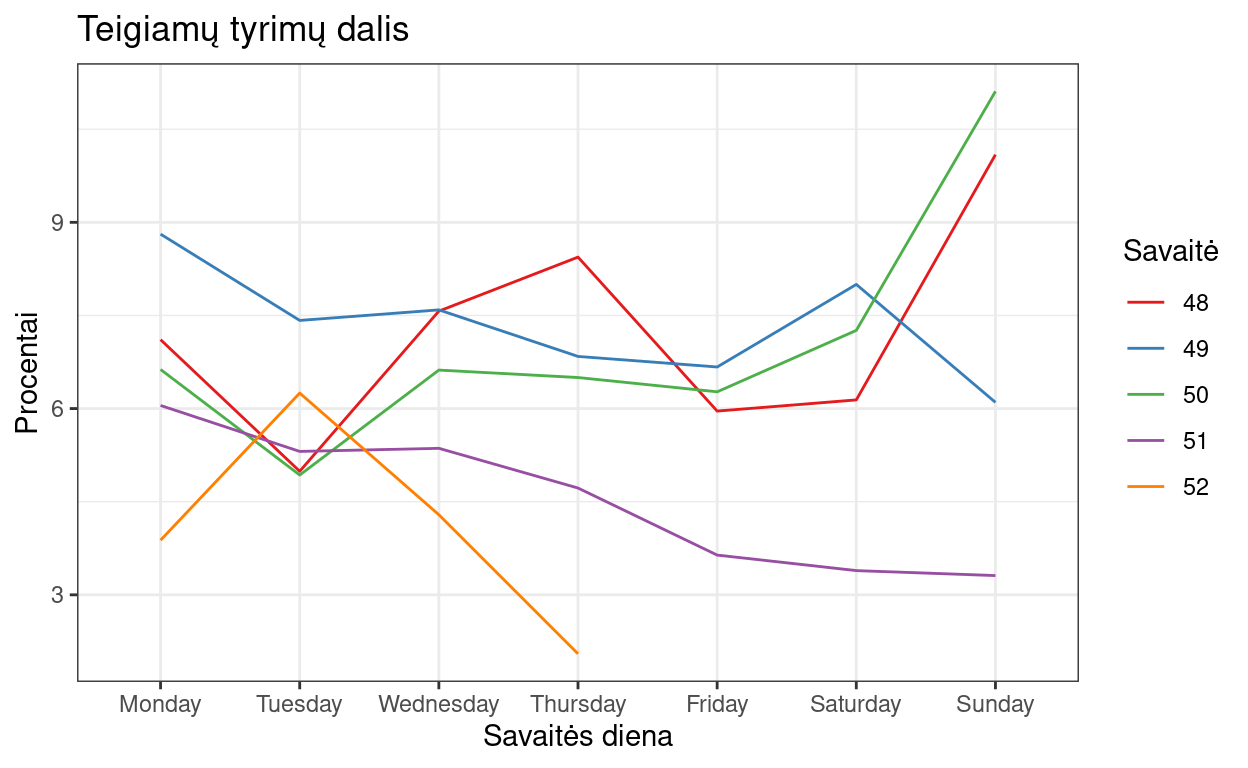 Teigiamų tyrimų dalis
Procentai
9
6
3
Monday Tuesday Wednesday Thursday Friday Saturday Sunday
Savaitės diena
Savaitė
48
49
50
51
52